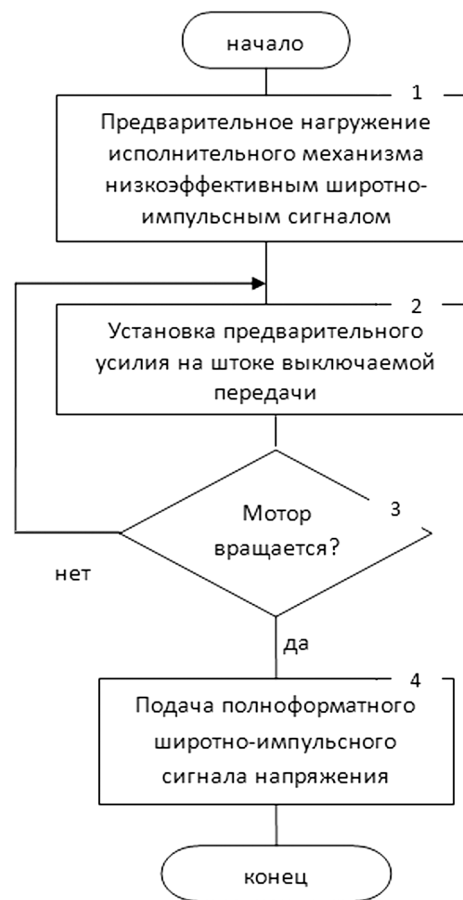 начало
1
Предварительное нагружение
исполнительного механизма
низкоэффективным широтно-
импульсным сигналом
2
Установка предварительного
усилия на штоке выключаемой
передачи
3
Мотор
вращается?
нет
да
4
Подача полноформатного
широтно-импульсного
сигнала напряжения
конец